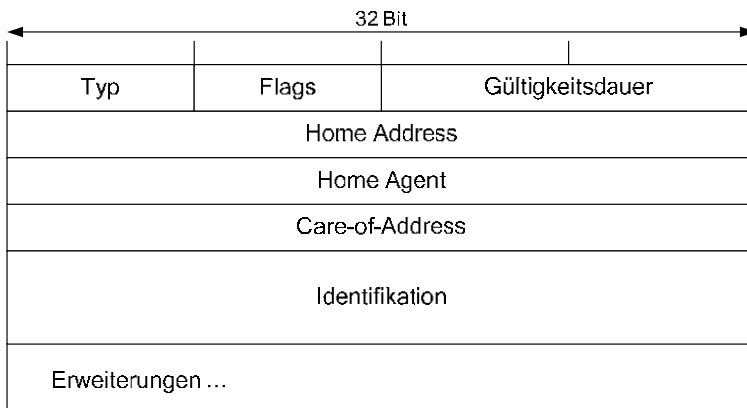 32 Bit
Typ Flags Gültigkeitsdauer
Home Address
Home Agent
Care-of-Address
Identifikation
Erweiterungen ...